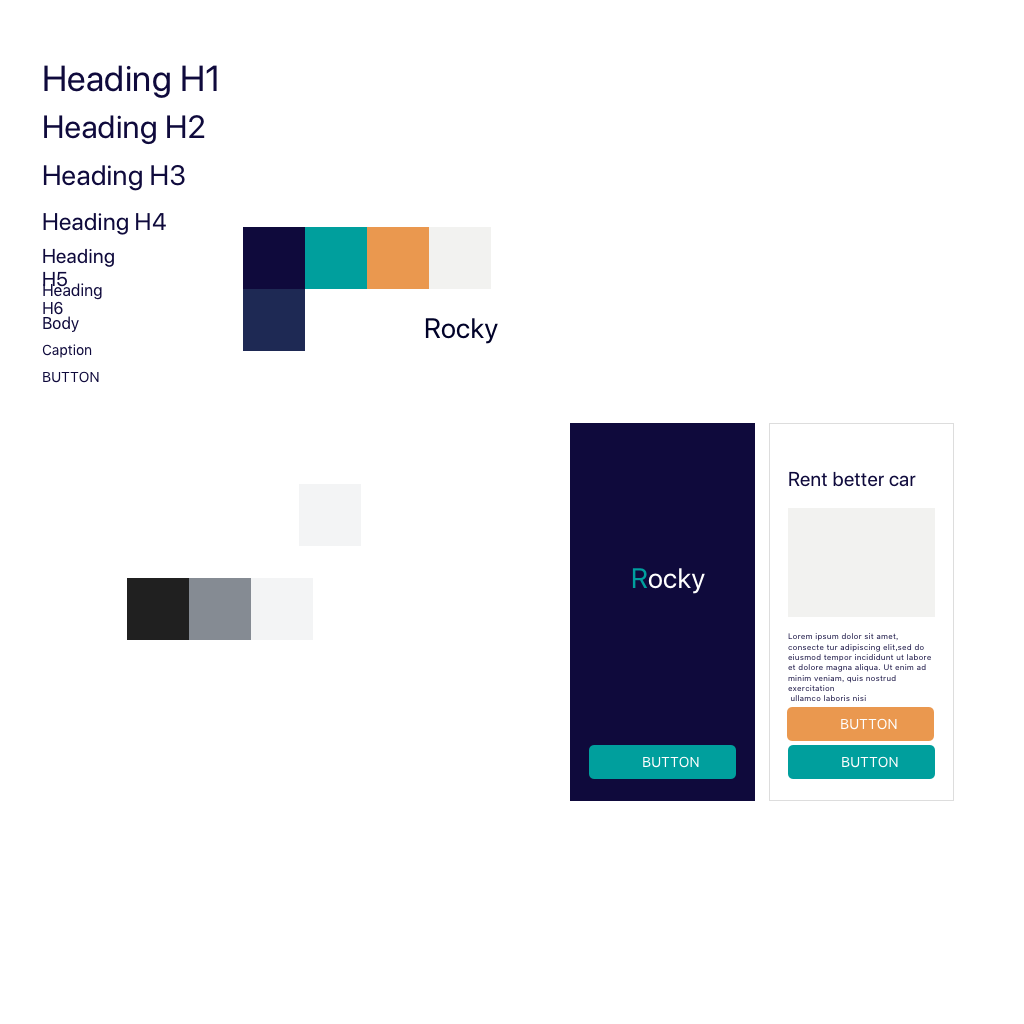 Heading H1
Heading H2
Heading H3
Heading H4
Heading
H5
Heading
H6
Body
Caption
BUTTON
Rocky
Rocky
BUTTON
Rent better car
Lorem ipsum dolor sit amet,
consecte tur adipiscing elit,sed do
eiusmod tempor incididunt ut labore
et dolore magna aliqua. Ut enim ad
minim veniam, quis nostrud
exercitation
ullamco laboris nisi
BUTTON
BUTTON